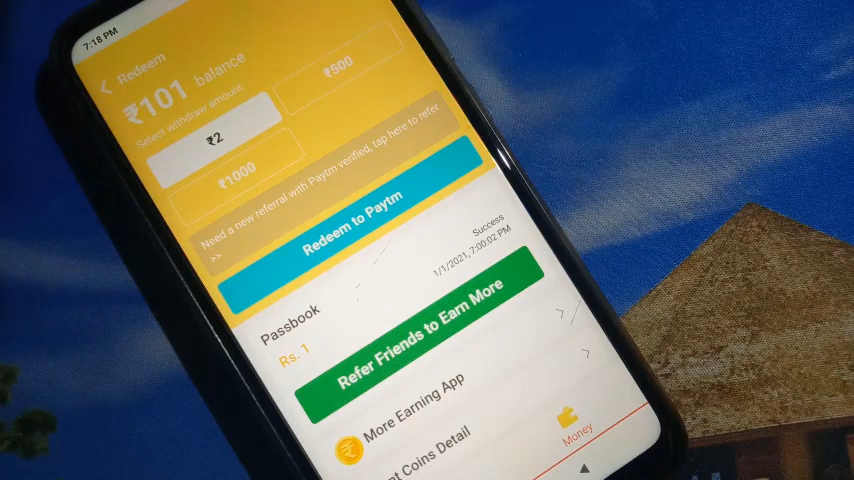 7:18 PM
Redeem
₹101 balance
Select withdraw amount
₹2
₹500
₹1000
Need a new referral with Paytm verified, tap here to refer
>>
Redeem to Paytm
Passbook
Success
Rs. 1
1/1/2021, 7:00:02 PM
Refer Friends to Earn More
More Earning App
nt Coins Detail
Money